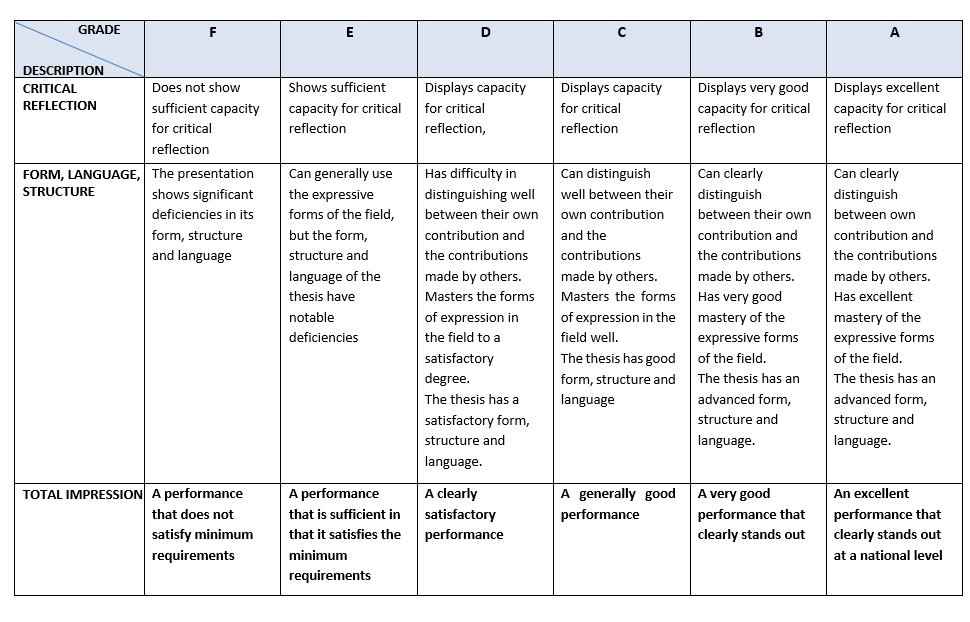 GRADE
DESCRIPTION
F
E
D
C
B
A
CRITICAL
REFLECTION
Does not show
sufficient capacity
for critical
reflection
Shows sufficient
capacity for critical
reflection
Displays capacity
for critical
reflection,
Displays capacity
for critical
reflection
Displays very good
capacity for critical
reflection
Displays excellent
capacity for critical
reflection
FORM, LANGUAGE,
STRUCTURE
The presentation
shows significant
deficiencies in its
form, structure
and language
Can generally use
the expressive
forms of the field,
but the form,
structure and
language of the
thesis have
notable
deficiencies
Has difficulty in
distinguishing well
between their own
contribution and
the contributions
made by others.
Masters the forms
of expression in
the field to a
satisfactory
degree.
The thesis has a
satisfactory form,
structure and
language.
Can distinguish
well between their
own contribution
and the
contributions
made by others.
Masters the forms
of expression in the
field well.
The thesis has good
form, structure and
language
Can clearly
distinguish
between their own
contribution and
the contributions
made by others.
Has very good
mastery of the
expressive forms
of the field.
The thesis has an
advanced form,
structure and
language.
Can clearly
distinguish
between own
contribution and
the contributions
made by others.
Has excellent
mastery of the
expressive forms
of the field.
The thesis has an
advanced form,
structure and
language.
TOTAL IMPRESSION
A performance
that does not
satisfy minimum
requirements
A performance
that is sufficient in
that it satisfies the
minimum
requirements
A clearly
satisfactory
performance
A generally good
performance
A very good
performance that
clearly stands out
An excellent
performance that
clearly stands out
at a national level